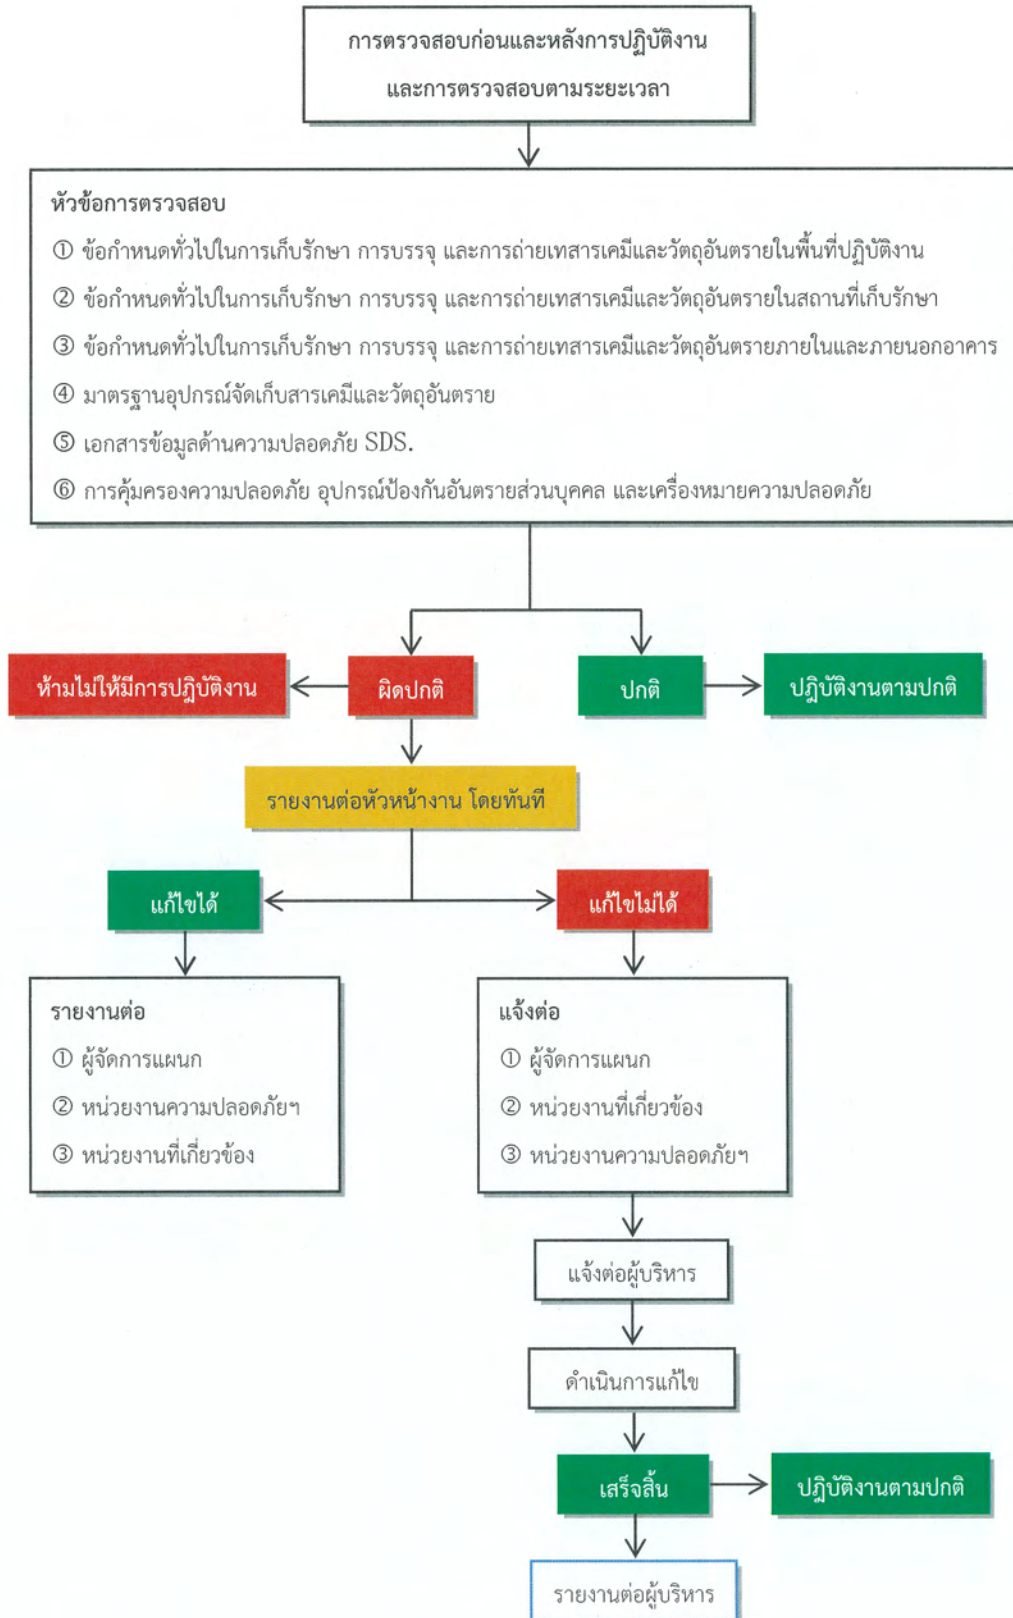 การตรวจสอบก่อนและหลังการปฏิบัติงาน
และการตรวจสอบตามระยะเวลา
หัวข้อการตรวจสอบ
① ข้อกำหนดทั่วไปในการเก็บรักษา การบรรจุ และการถ่ายเทสารเคมีและวัตถุอันตรายในพื้นที่ปฏิบัติงาน
② ข้อกำหนดทั่วไปในการเก็บรักษา การบรรจุ และการถ่ายเทสารเคมีและวัตถุอันตรายในสถานที่เก็บรักษา
③ ข้อกำหนดทั่วไปในการเก็บรักษา การบรรจุ และการถ่ายเทสารเคมีและวัตถุอันตรายภายในและภายนอกอาคาร
④ มาตรฐานอุปกรณ์จัดเก็บสารเคมีและวัตถุอันตราย
⑤ เอกสารข้อมูลด้านความปลอดภัย SDS.
⑥ การคุ้มครองความปลอดภัย อุปกรณ์ป้องกันอันตรายส่วนบุคคล และเครื่องหมายความปลอดภัย
ห้ามไม่ให้มีการปฎิบัติงาน
ผิดปกติ
ปกติ
ปฎิบัติงานตามปกติ
รายงานต่อหัวหน้างาน โดยทันที
แก้ไขได้
แก้ไขไม่ได้
รายงานต่อ
① ผู้จัดการแผนก
② หน่วยงานความปลอดภัยฯ
③ หน่วยงานที่เกี่ยวข้อง
แจ้งต่อ
① ผู้จัดการแผนก
② หน่วยงานที่เกี่ยวข้อง
③ หน่วยงานความปลอดภัยฯ
แจ้งต่อผู้บริหาร
ดำเนินการแก้ไข
เสร็จสิ้น
ปฎิบัติงานตามปกติ
รายงานต่อผู้บริหาร